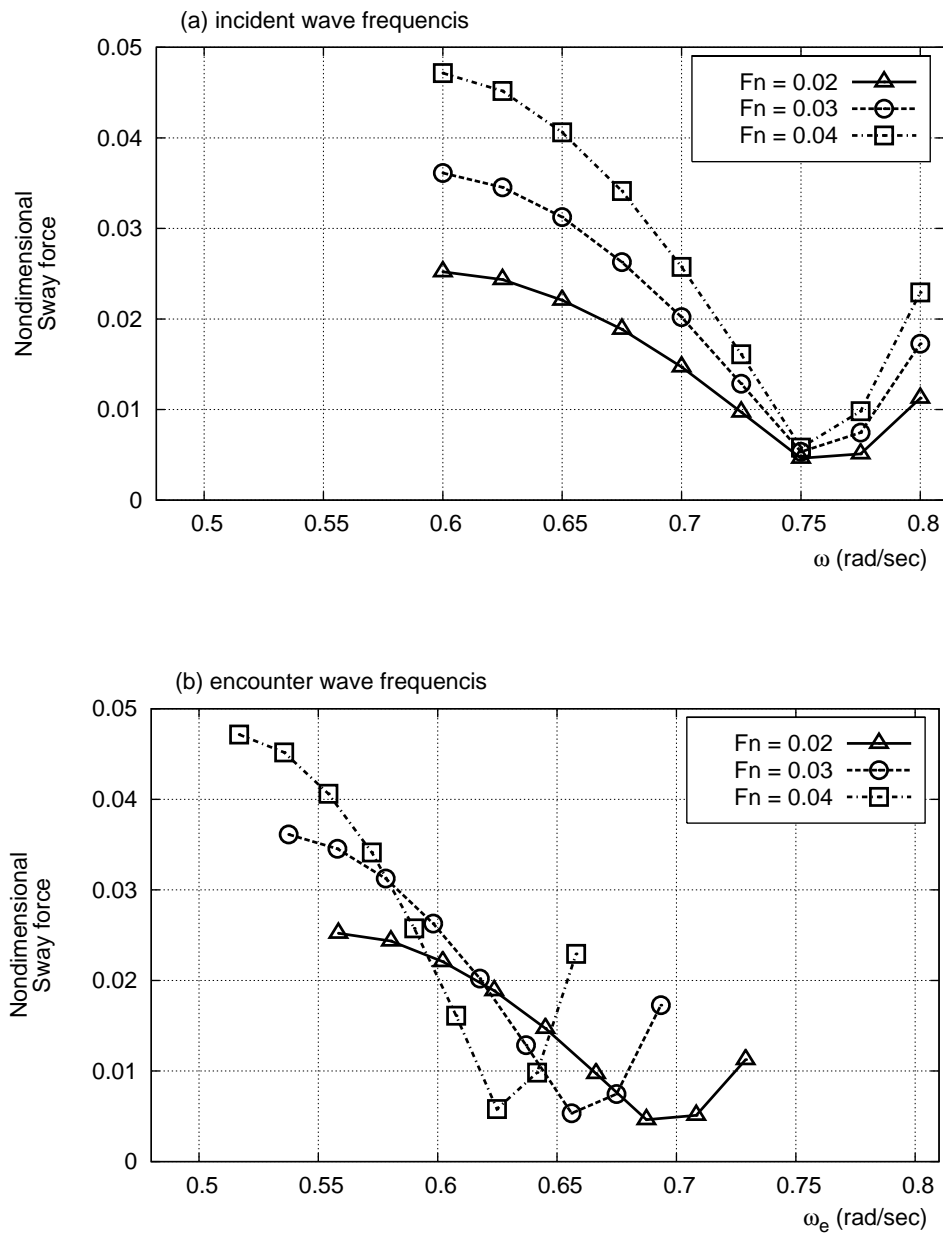 (a) incident wave frequencis
0.05
0.04
0.03
0.02
0.01
0
Nondimensional
Sway force
Fn = 0.02
Fn = 0.03
Fn = 0.04
0.5 0.55 0.6 0.65 0.7 0.75 0.8
ω (rad/sec)
(b) encounter wave frequencis
0.05
0.04
0.03
0.02
0.01
0
Nondimensional
Sway force
Fn = 0.02
Fn = 0.03
Fn = 0.04
0.5 0.55 0.6 0.65 0.7 0.75 0.8
ωe (rad/sec)